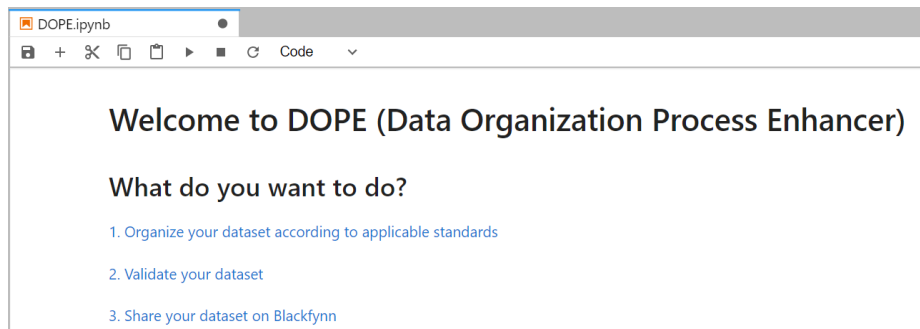 DOPE.ipynb
Code
Welcome to DOPE (Data Organization Process Enhancer)
What do you want to do?
1. Organize your dataset according to applicable standards
2. Validate your dataset
3. Share your dataset on Blackfynn